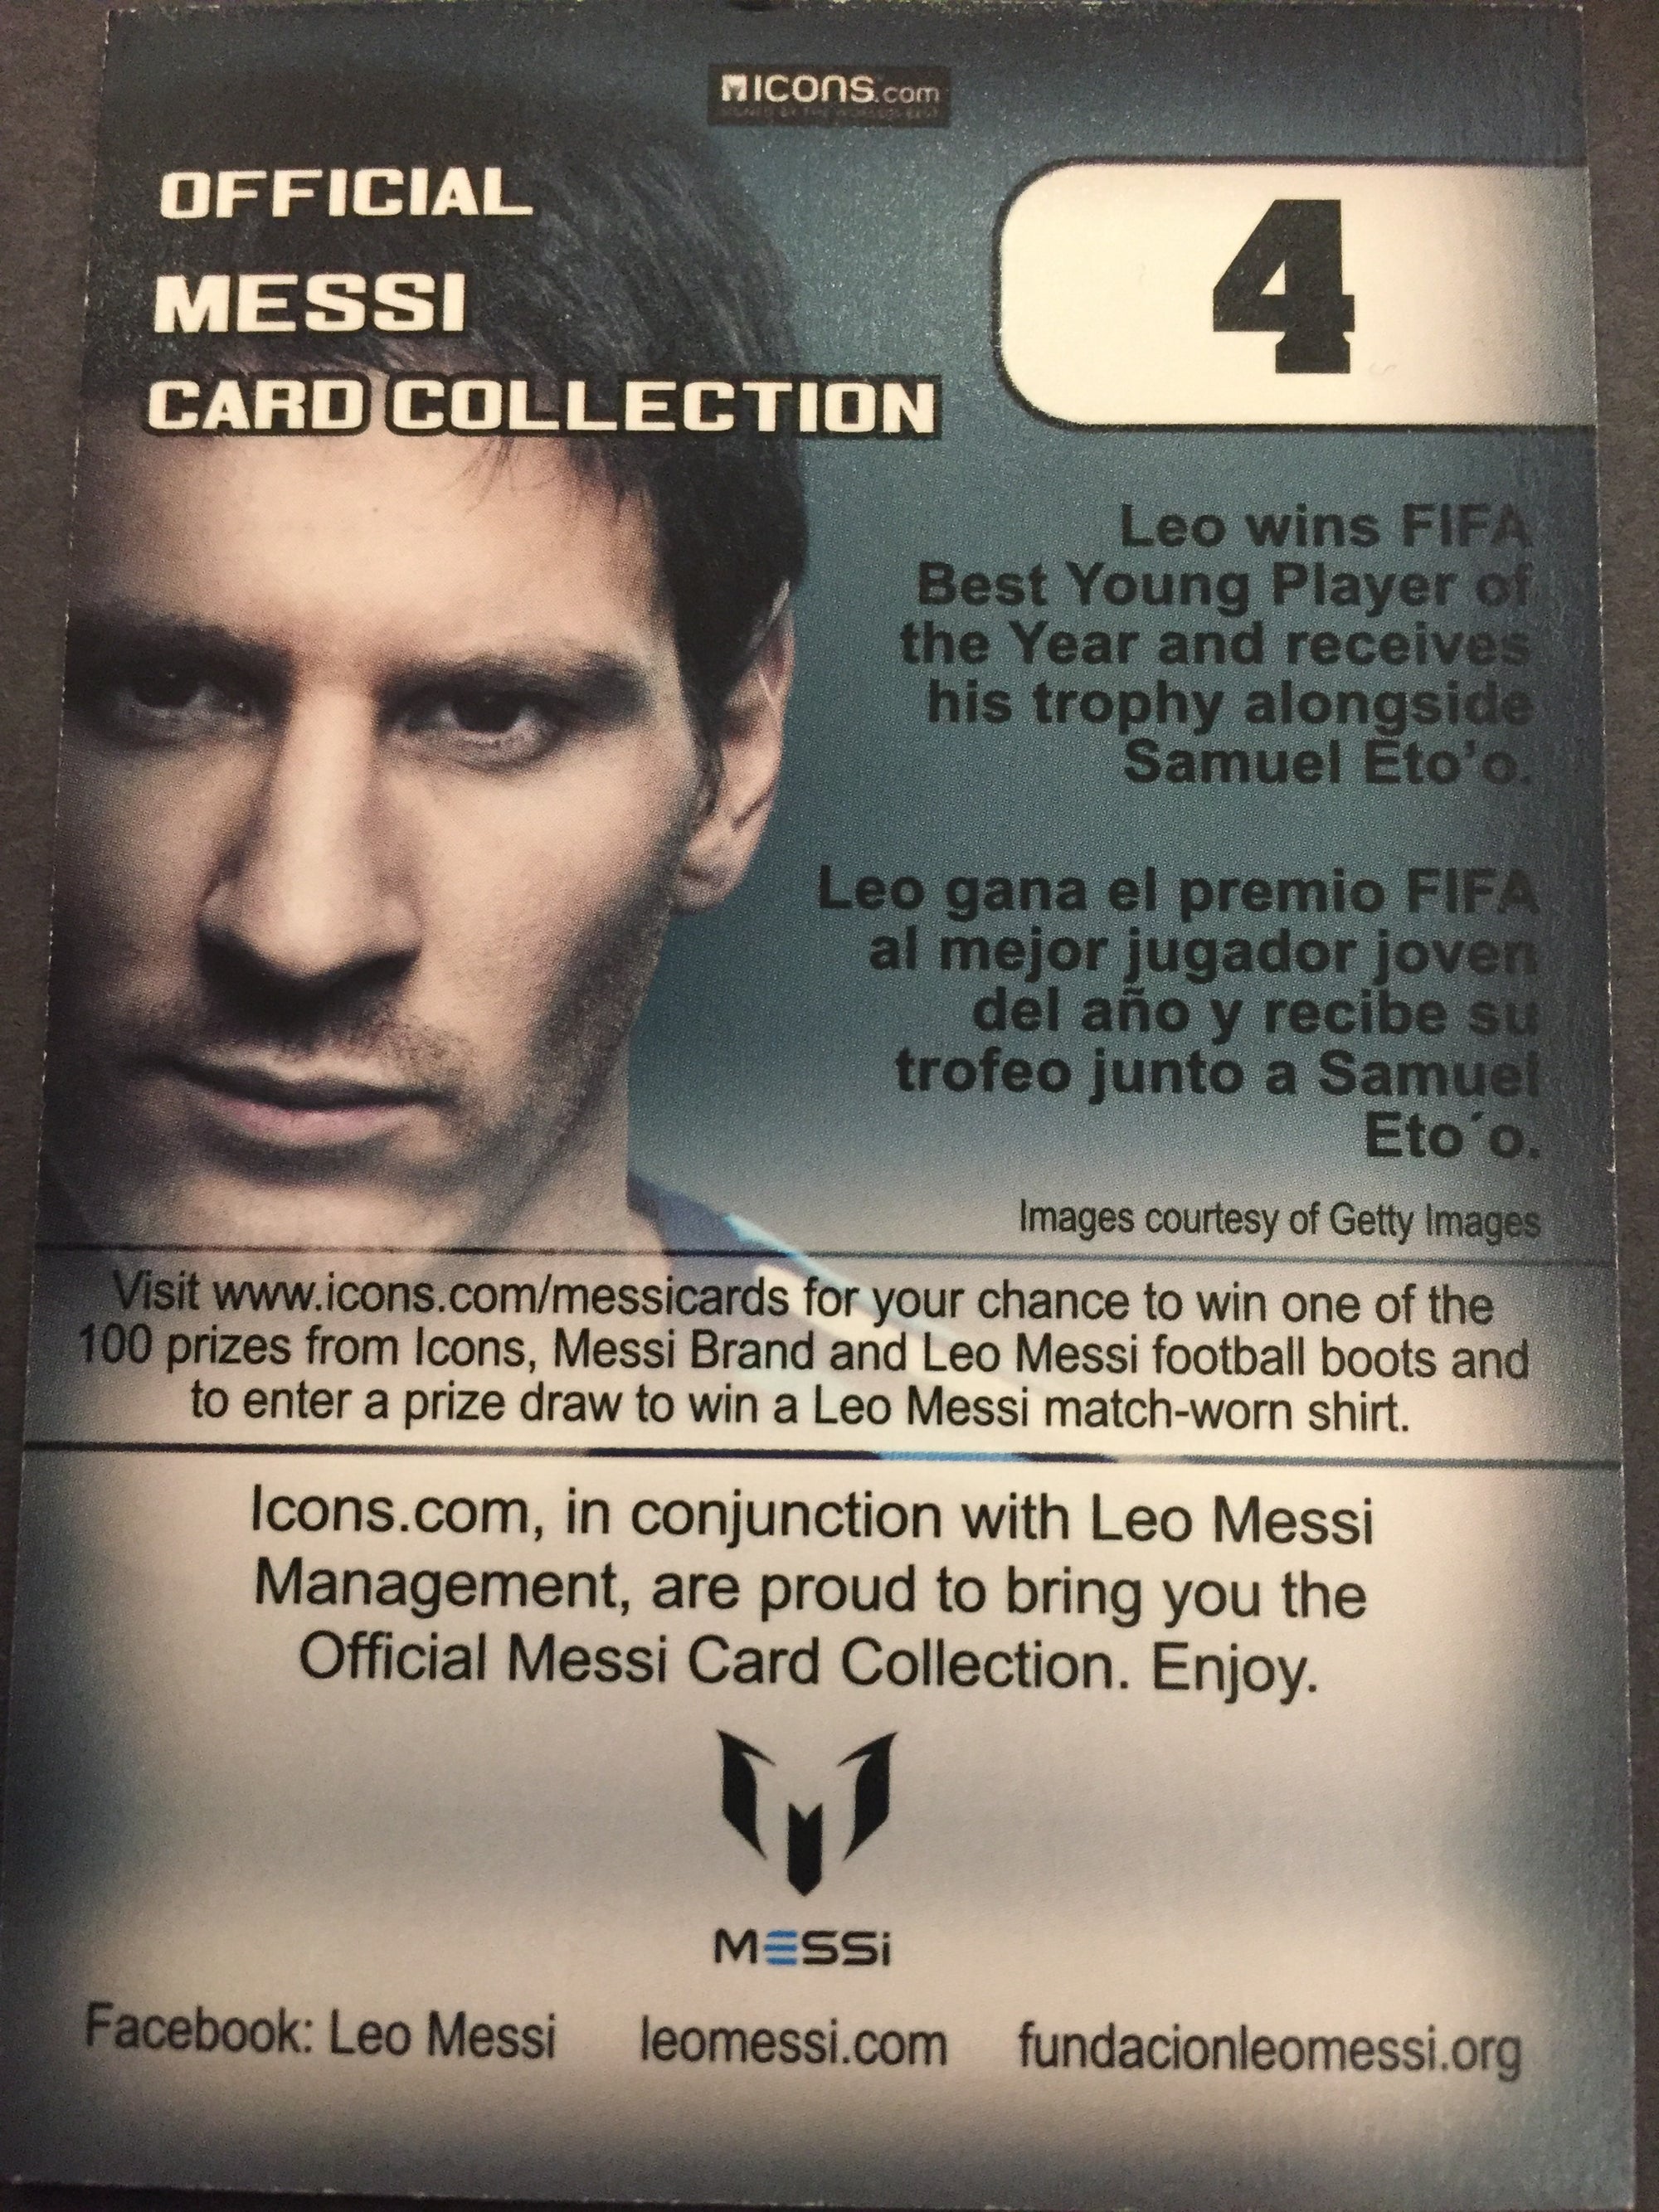 ICONS.com
OFFICIAL
MESSI
CARD COLLECTION
4
Leo wins FIFA
Best Young Player of
the Year and receives
his trophy alongside
Samuel Eto'o.
Leo gana el premio FIFA
al mejor jugador joven
del año y recibe su
trofeo junto a Samuel
Eto´o.
Images courtesy of Getty Images
Visit www.icons.com/messicards for your chance to win one of the
100 prizes from Icons, Messi Brand and Leo Messi football boots and
to enter a prize draw to win a Leo Messi match-worn shirt.
Icons.com, in conjunction with Leo Messi
Management, are proud to bring you the
Official Messi Card Collection. Enjoy.
MESSi
Facebook: Leo Messi leomessi.com fundacionleomessi.org